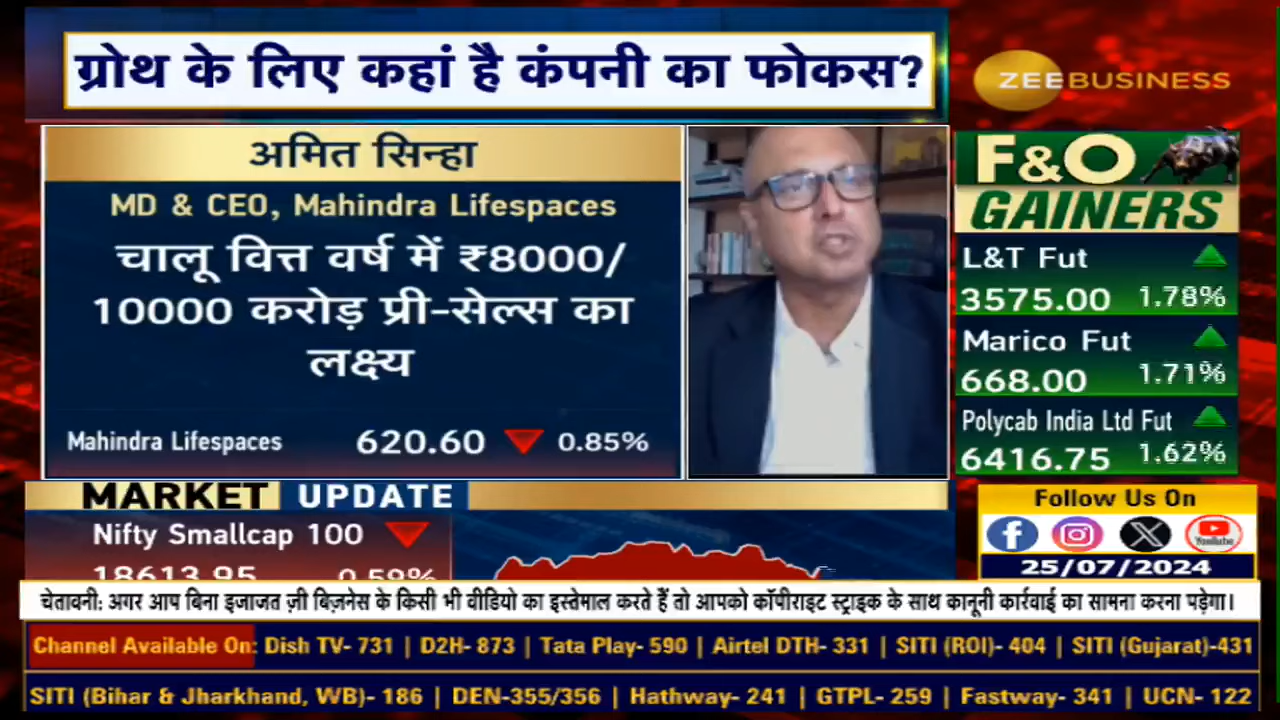 ग्रोथ के लिए कहां है कंपनी का फोकस?
ZEEBUSINESS
अमित सिन्हा
MD & CEO, Mahindra Lifespaces
चालू वित्त वर्ष में ₹8000/
10000 करोड़ प्री-सेल्स का
लक्ष्य
Mahindra Lifespaces 620.60 0.85%
F&O
GAINERS
L&T Fut
3575.00 1.78%
Marico Fut
668.00 1.71%
Polycab India Ltd Fut
6416.75 1.62%
MARKET UPDATE
Nifty Smallcap 100
18613.95 0.59%
Follow Us On
YouTube
25/07/2024
चेतावनी: अगर आप बिना इजाजत ज़ी बिज़नेस के किसी भी वीडियो का इस्तेमाल करते हैं तो आपको कॉपीराइट स्ट्राइक के साथ कानूनी कार्रवाई का सामना करना पड़ेगा।
Channel Available On: Dish TV- 731 | D2H- 873 | Tata Play- 590 | Airtel DTH- 331 | SITI (ROI)- 404 | SITI (Gujarat)-431
SITI (Bihar & Jharkhand, WB)- 186 | DEN-355/356 | Hathway- 241 | GTPL- 259 | Fastway- 341 | UCN- 122